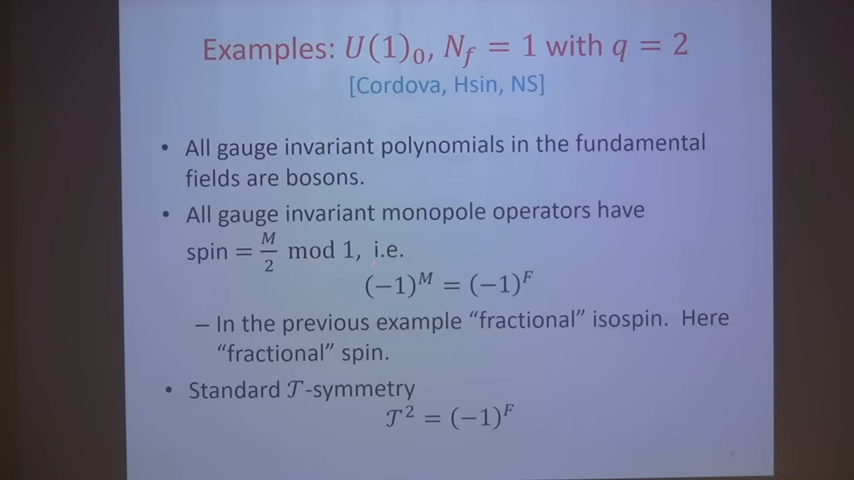 Examples: U(1)₀, N_f = 1 with q = 2
[Cordova, Hsin, NS]
• All gauge invariant polynomials in the fundamental
fields are bosons.
• All gauge invariant monopole operators have
spin = M/2 mod 1, i.e.
(−1)^M = (−1)^F
– In the previous example “fractional” isospin. Here
“fractional” spin.
• Standard 𝒯-symmetry
𝒯² = (−1)^F